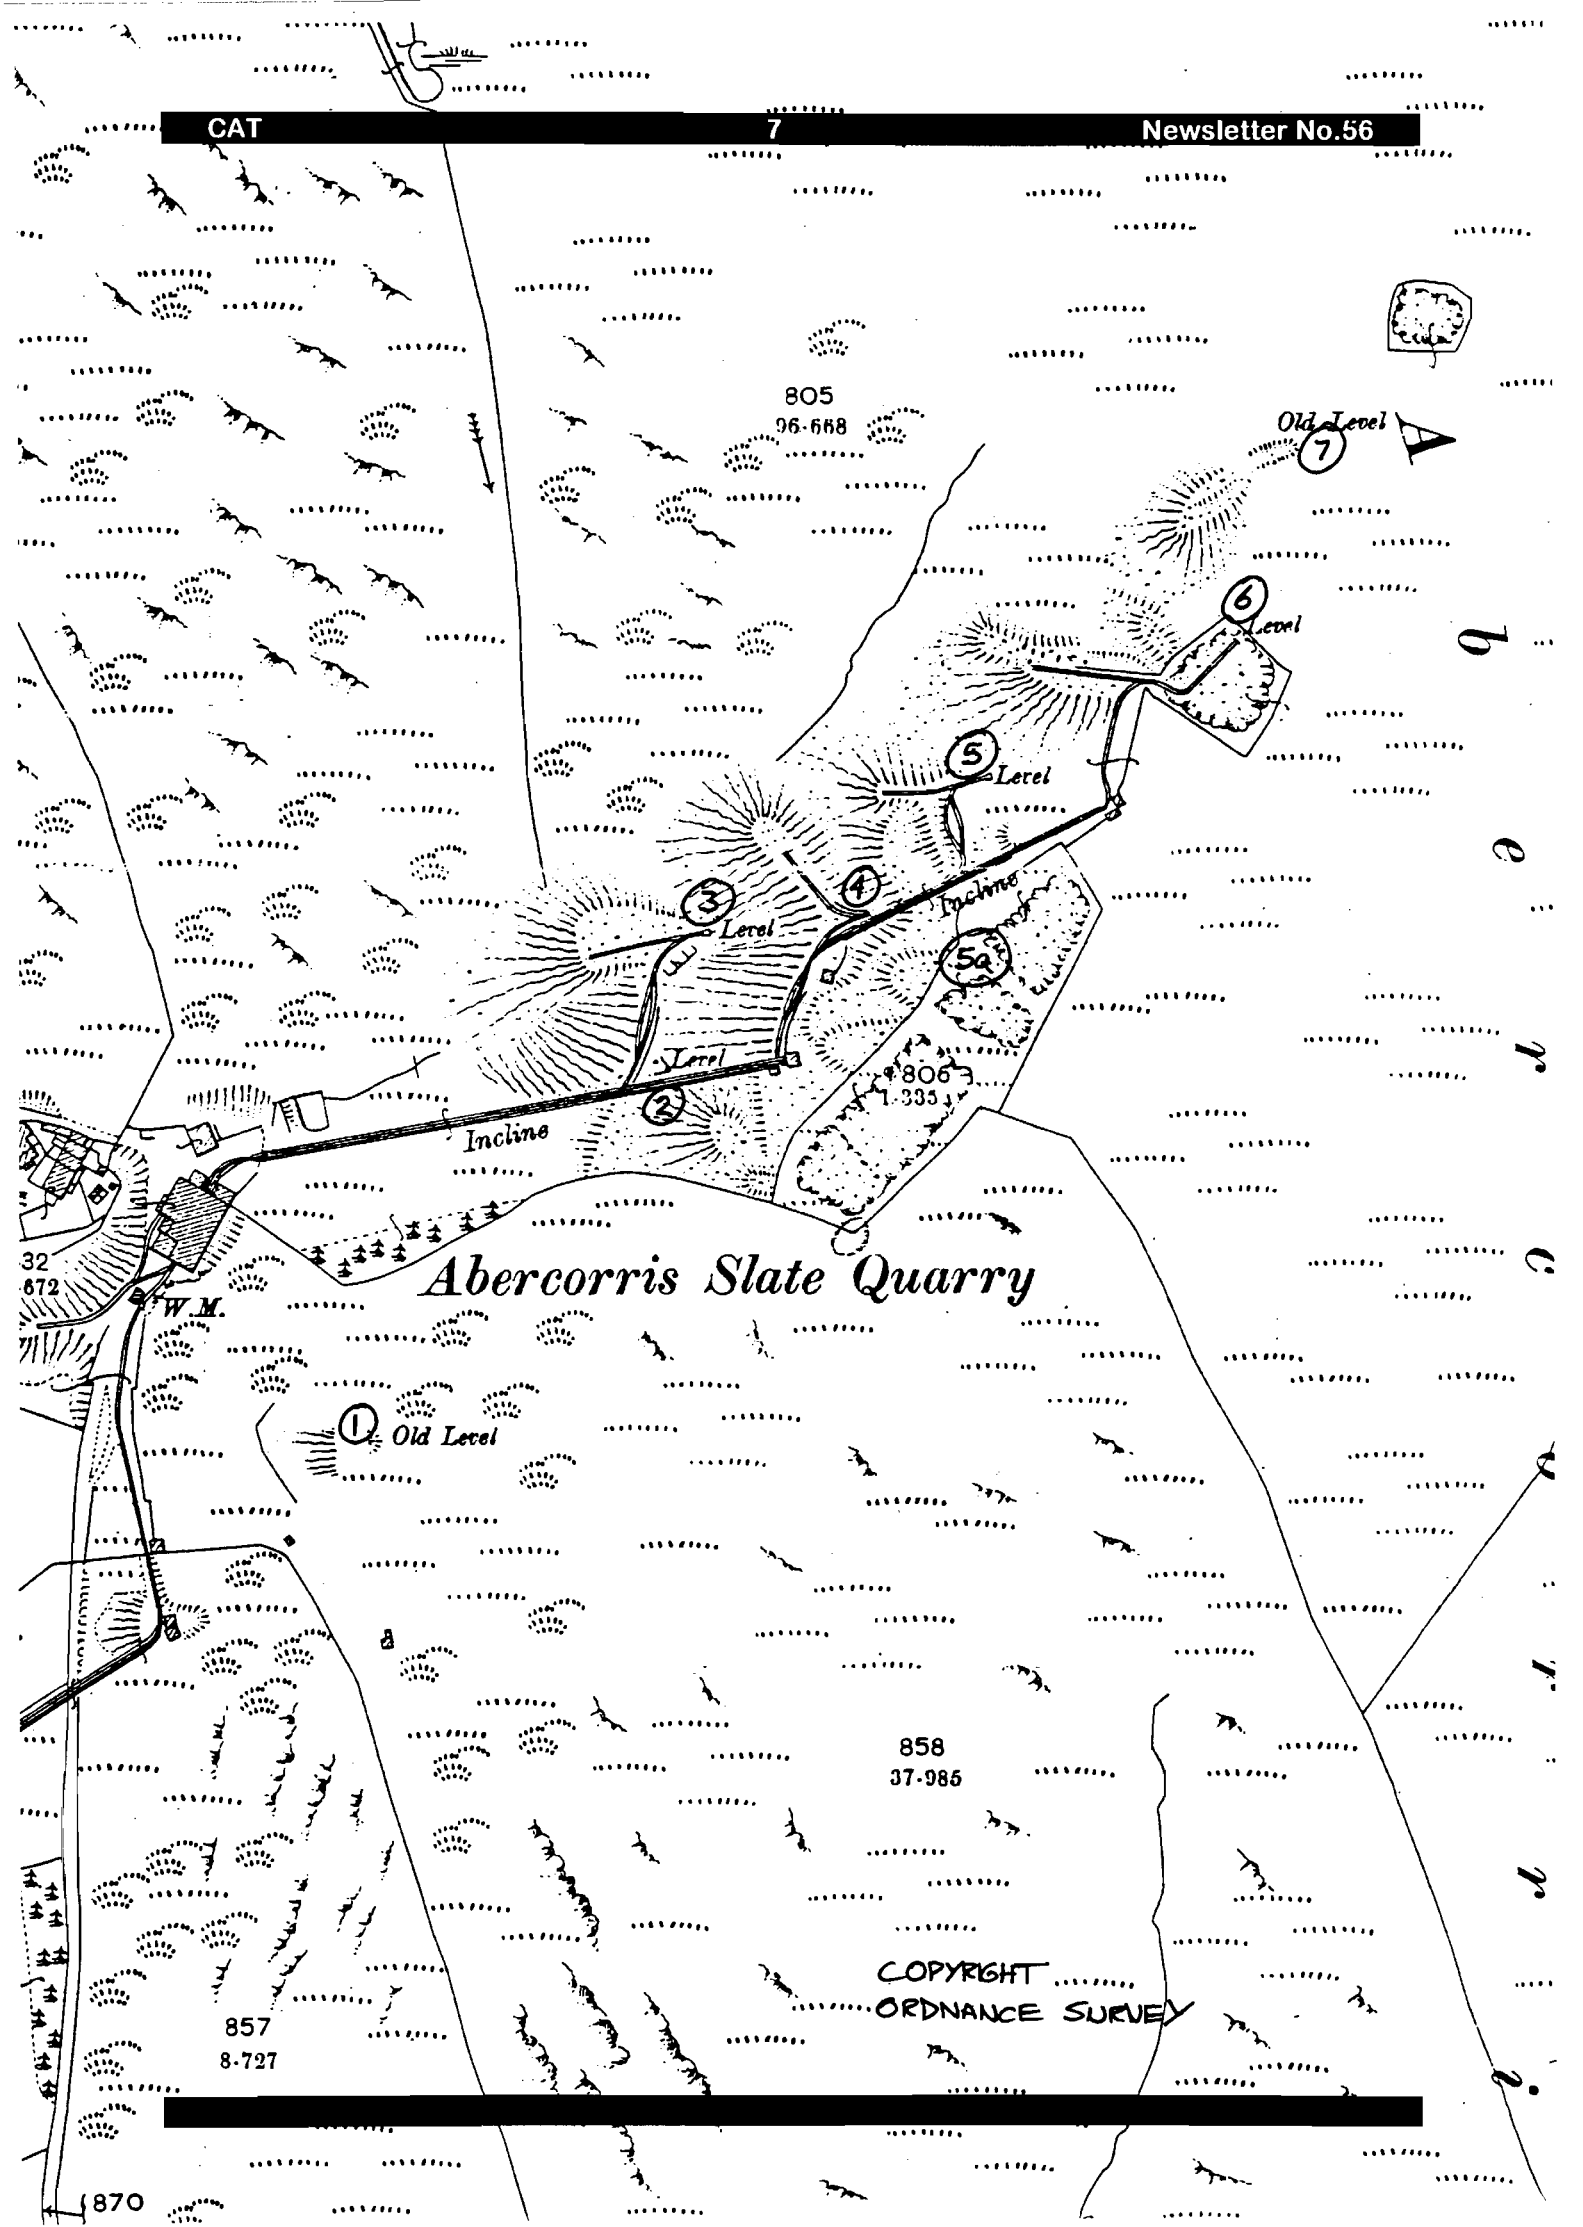 CAT 7 Newsletter No.56
805
96·668
Old Level
7
A
6
Level
b
5
Level
e
4
Incline
3
Level
5a
Level
806
1·335
r
2
Incline
c
32
672
Abercorris Slate Quarry
W.M.
1
Old Level
o
r
858
37·985
r
COPYRIGHT
ORDNANCE SURVEY
857
8·727
i
870